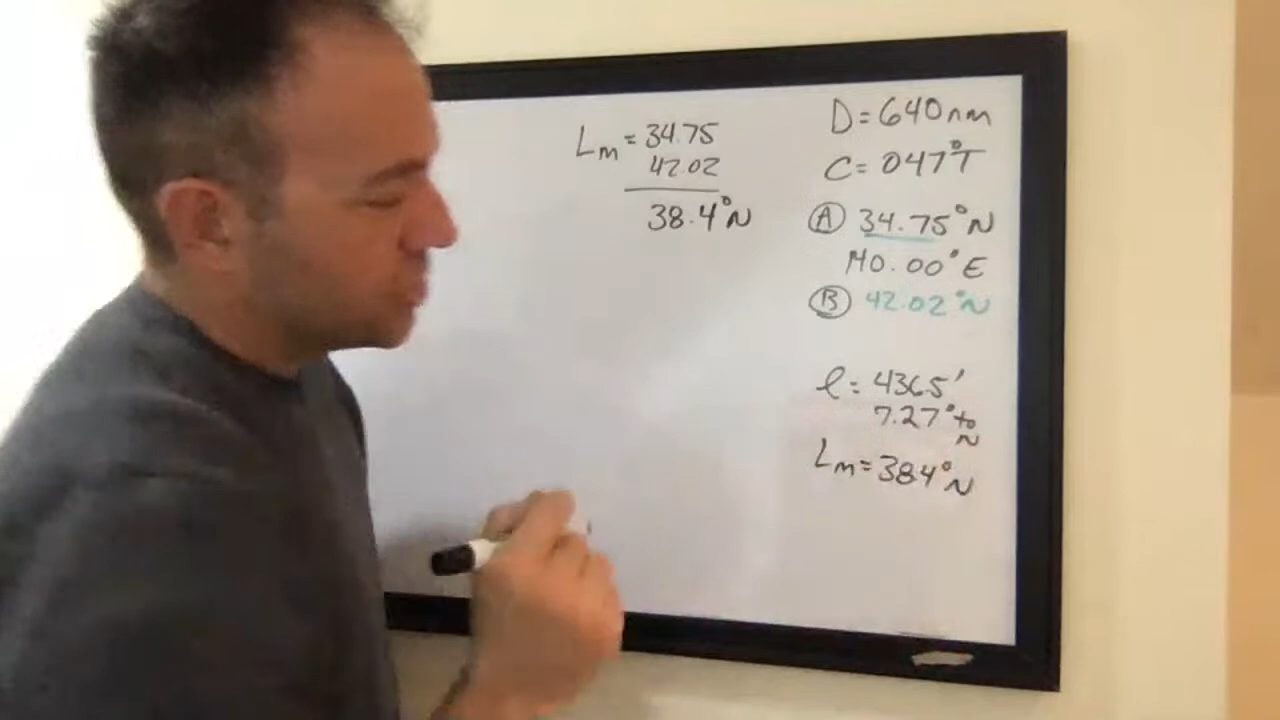 Lm = 34.75
42.02
38.4°N
D = 640nm
C = 047°T
A 34.75°N
140.00°E
B 42.02°N
l = 436.5'
7.27° to
N
Lm = 38.4°N